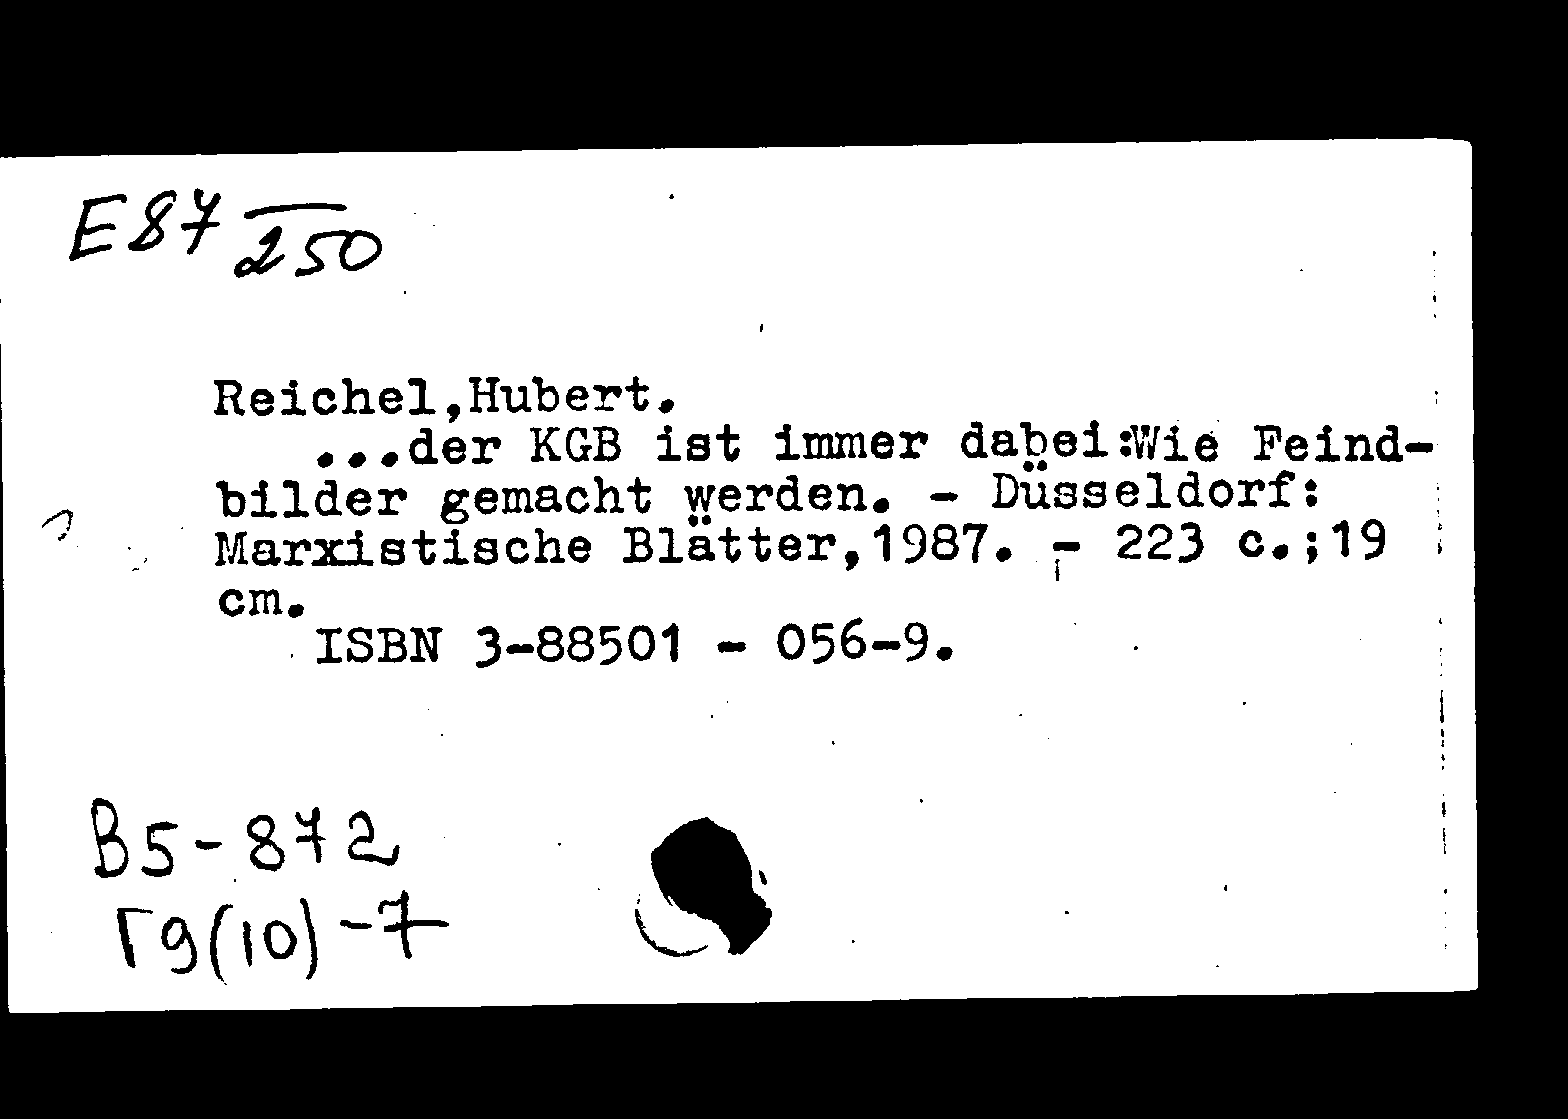 E87/250
Reichel,Hubert.
...der KGB ist immer dabei:Wie Feind-
bilder gemacht werden. - Düsseldorf:
Marxistische Blätter,1987. - 223 c.;19
cm.
ISBN 3-88501 - 056-9.
В5-872
Г9(10)-7